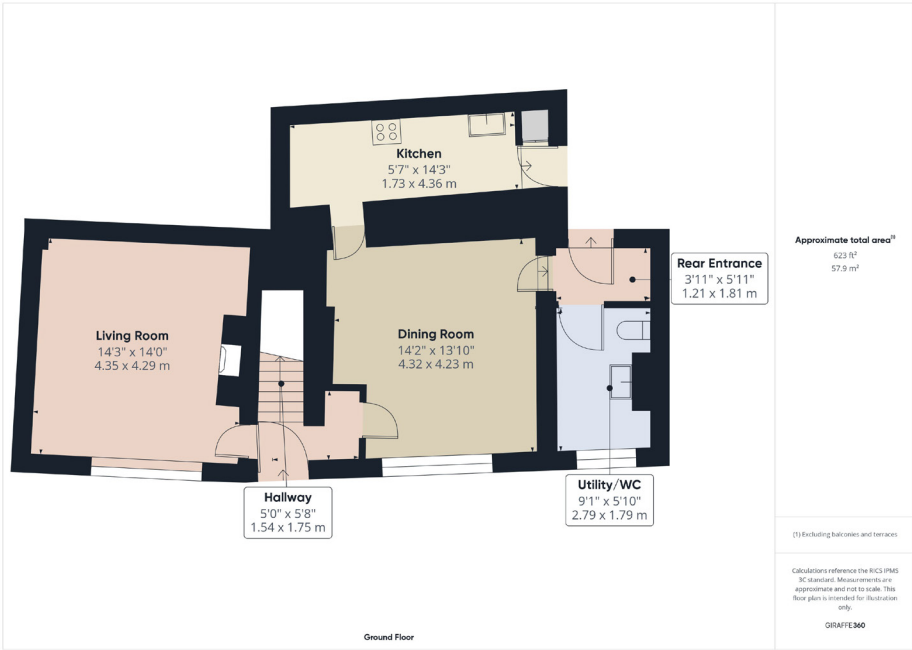 Kitchen
5'7" x 14'3"
1.73 x 4.36 m
Living Room
14'3" x 14'0"
4.35 x 4.29 m
Dining Room
14'2" x 13'10"
4.32 x 4.23 m
Rear Entrance
3'11" x 5'11"
1.21 x 1.81 m
Hallway
5'0" x 5'8"
1.54 x 1.75 m
Utility/WC
9'1" x 5'10"
2.79 x 1.79 m
Ground Floor
Approximate total area⁽¹⁾
623 ft²
57.9 m²
(1) Excluding balconies and terraces
Calculations reference the RICS IPMS
3C standard. Measurements are
approximate and not to scale. This
floor plan is intended for illustration
only.
GIRAFFE360